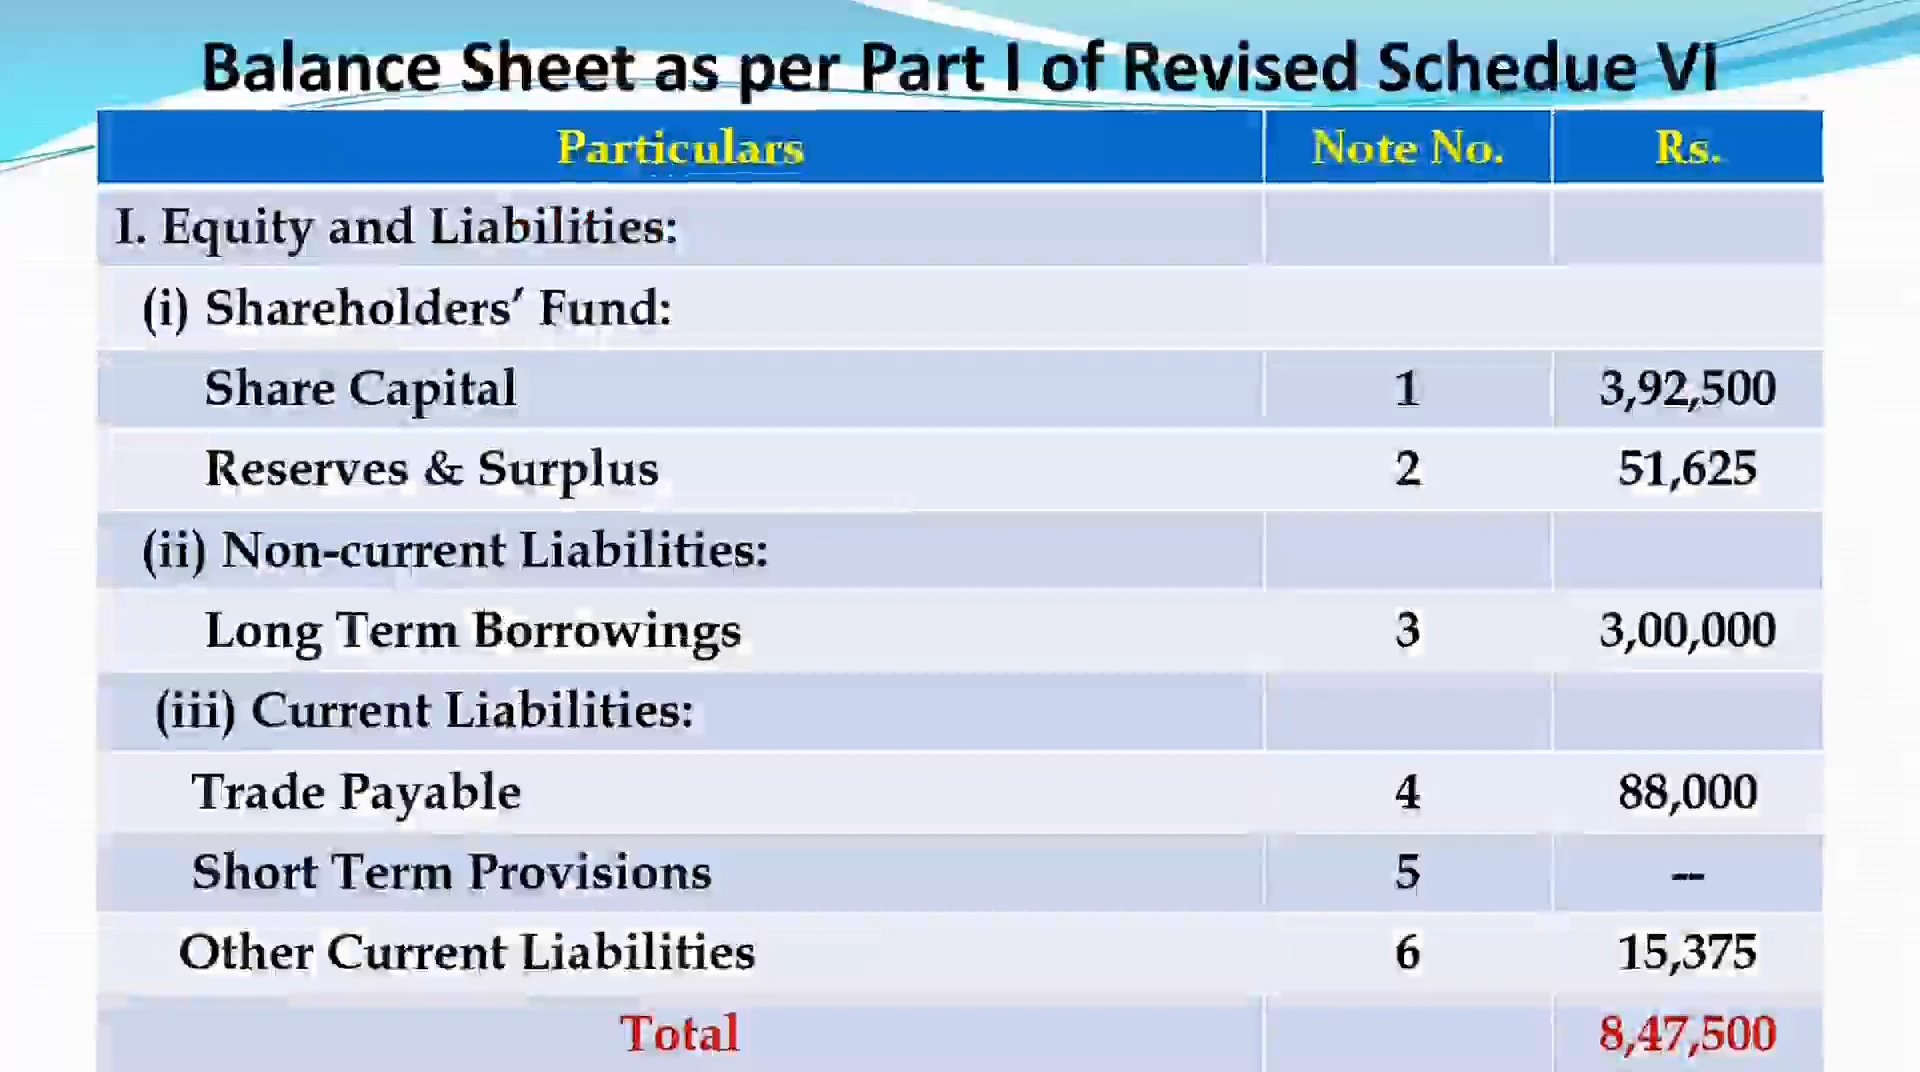 Balance Sheet as per Part I of Revised Schedue VI
Particulars Note No. Rs.
I. Equity and Liabilities:
(i) Shareholders’ Fund:
Share Capital 1 3,92,500
Reserves & Surplus 2 51,625
(ii) Non-current Liabilities:
Long Term Borrowings 3 3,00,000
(iii) Current Liabilities:
Trade Payable 4 88,000
Short Term Provisions 5 --
Other Current Liabilities 6 15,375
Total 8,47,500